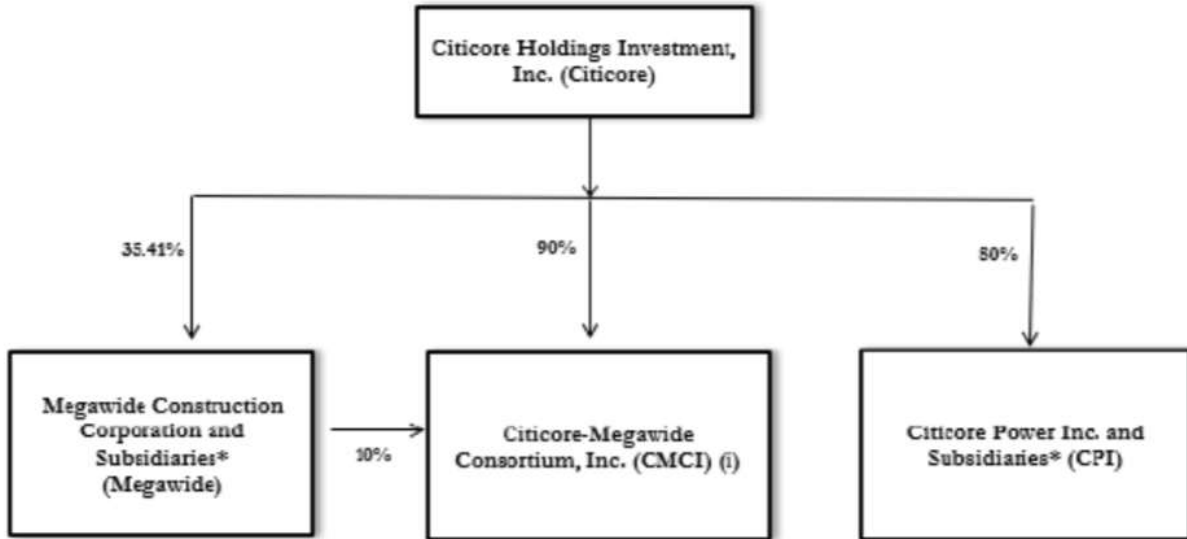 Citicore Holdings Investment,
Inc. (Citicore)
35.41%
90%
80%
Megawide Construction
Corporation and
Subsidiaries*
(Megawide)
10%
Citicore-Megawide
Consortium, Inc. (CMCI) (i)
Citicore Power Inc. and
Subsidiaries* (CPI)